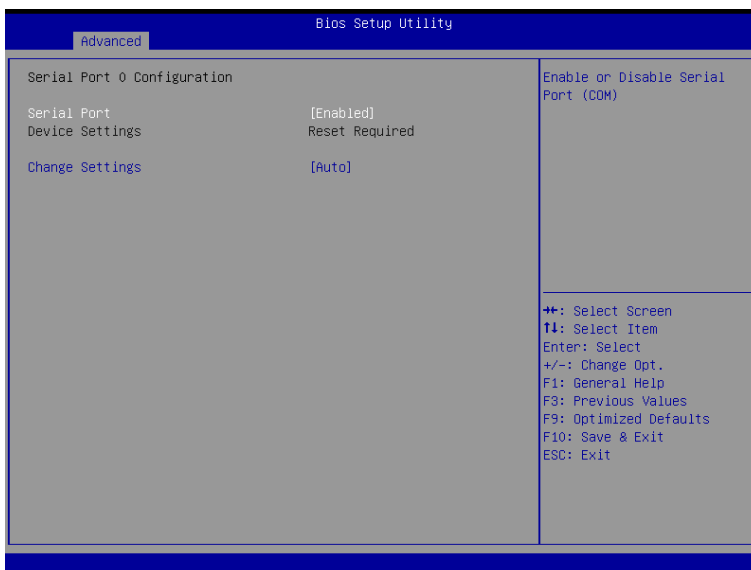 Bios Setup Utility
Advanced
Serial Port 0 Configuration
Serial Port [Enabled]
Device Settings Reset Required
Change Settings [Auto]
Enable or Disable Serial
Port (COM)
→←: Select Screen
↑↓: Select Item
Enter: Select
+/-: Change Opt.
F1: General Help
F3: Previous Values
F9: Optimized Defaults
F10: Save & Exit
ESC: Exit